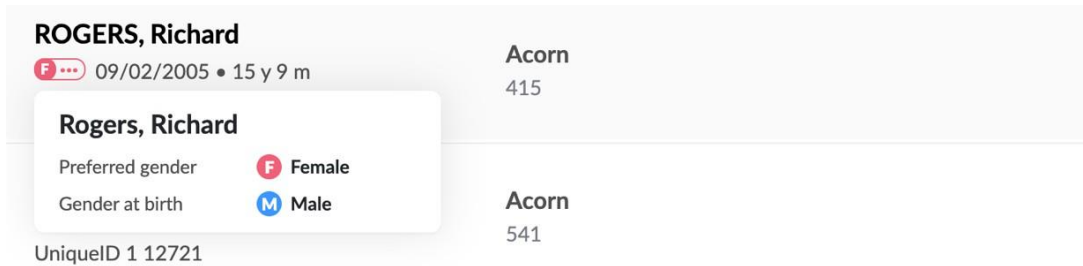 ROGERS, Richard
F ••• 09/02/2005 • 15 y 9 m
Acorn
415
Rogers, Richard
Preferred gender F Female
Gender at birth M Male
Acorn
541
UniqueID 1 12721